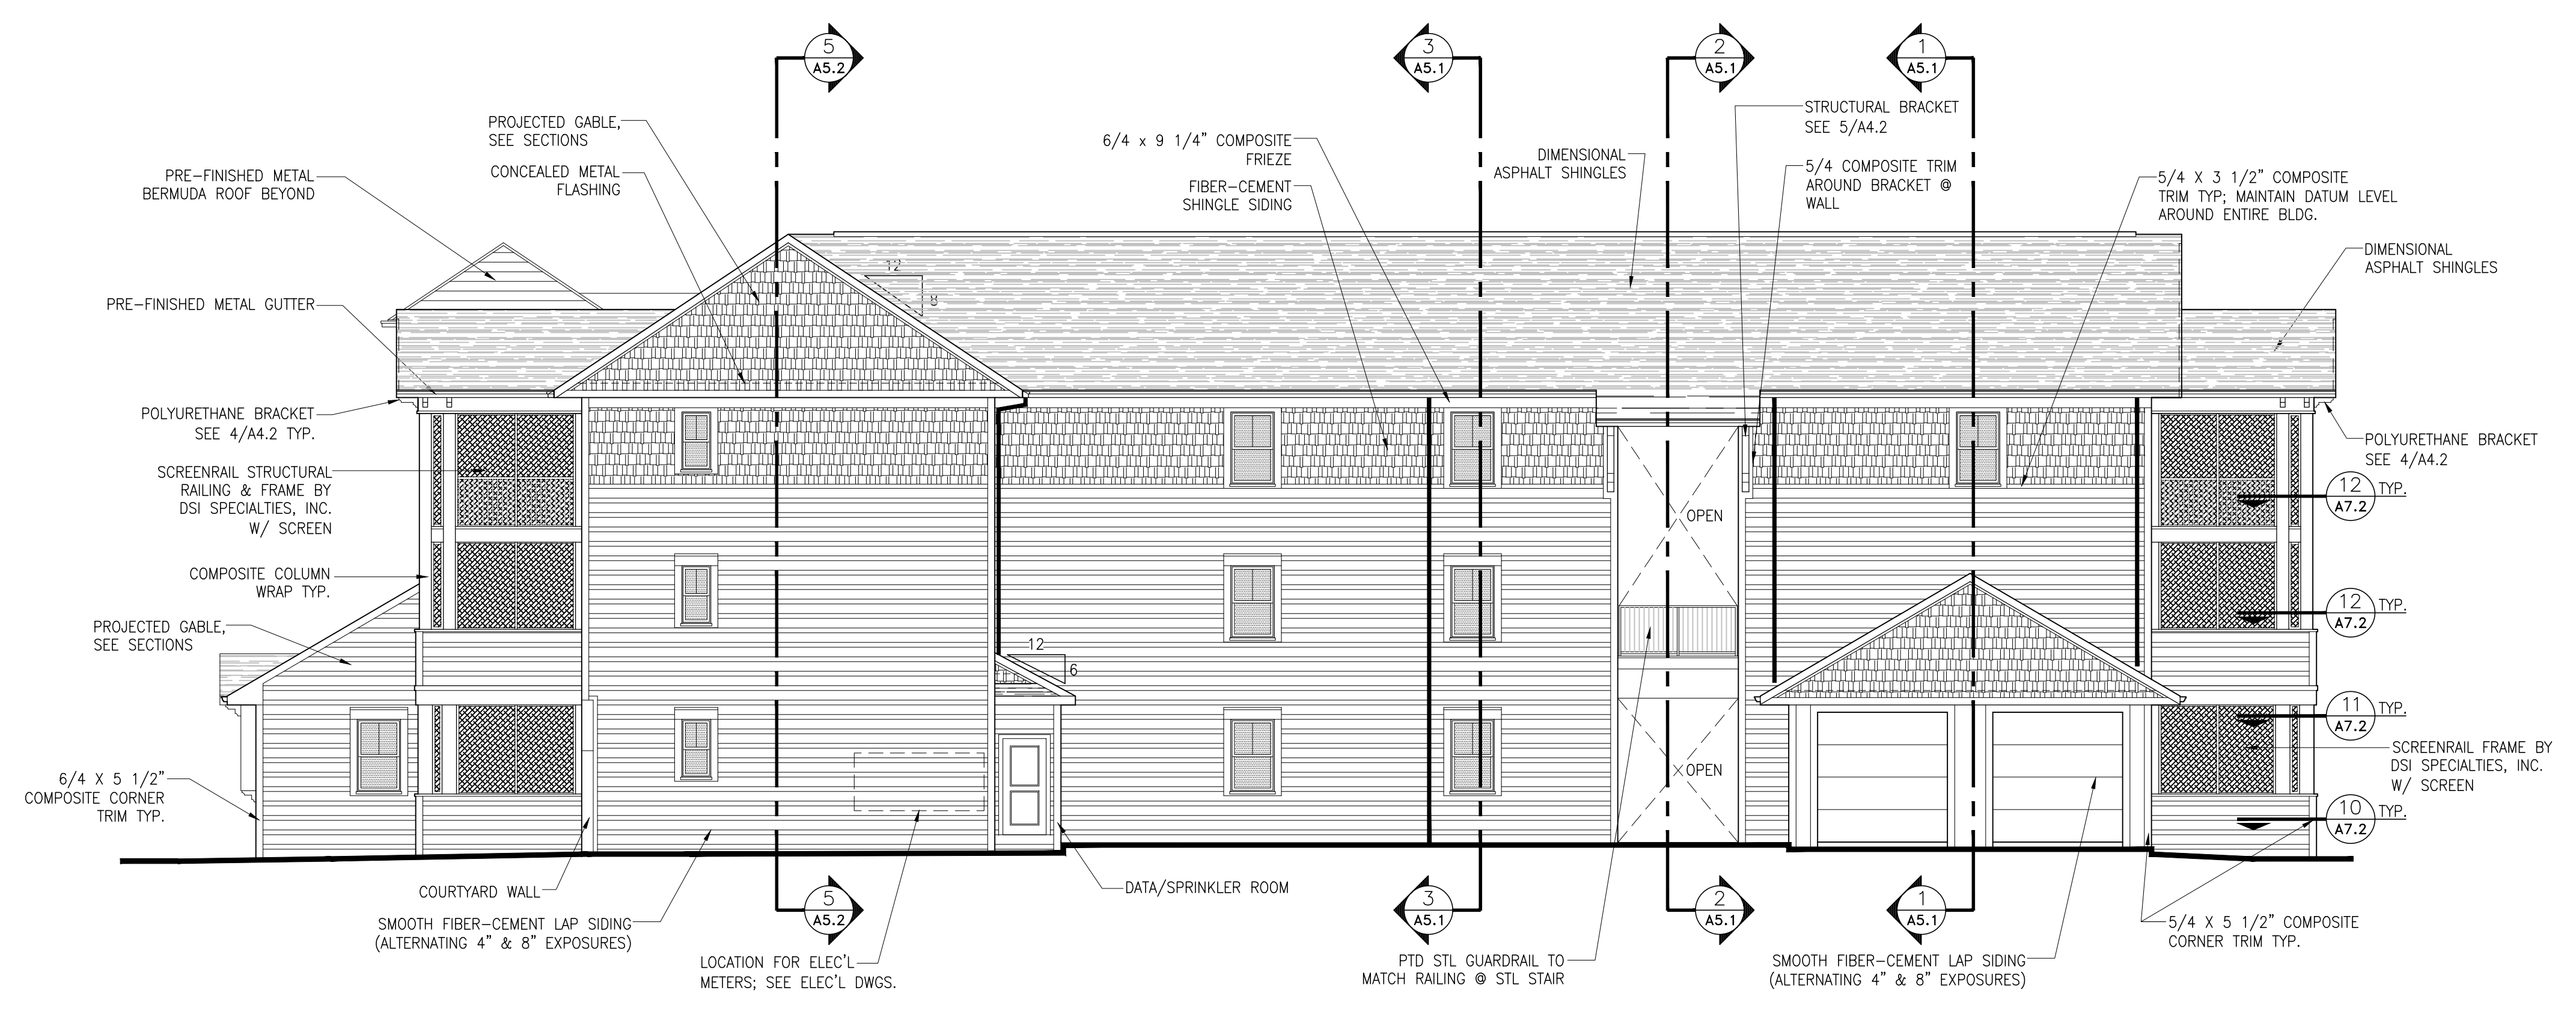 5
A5.2
3
A5.1
2
A5.1
1
A5.1
PROJECTED GABLE,
SEE SECTIONS
CONCEALED METAL
FLASHING
PRE-FINISHED METAL
BERMUDA ROOF BEYOND
PRE-FINISHED METAL GUTTER
POLYURETHANE BRACKET
SEE 4/A4.2 TYP.
SCREENRAIL STRUCTURAL
RAILING & FRAME BY
DSI SPECIALTIES, INC.
W/ SCREEN
COMPOSITE COLUMN
WRAP TYP.
PROJECTED GABLE,
SEE SECTIONS
6/4 X 5 1/2"
COMPOSITE CORNER
TRIM TYP.
6/4 x 9 1/4" COMPOSITE
FRIEZE
FIBER-CEMENT
SHINGLE SIDING
DIMENSIONAL
ASPHALT SHINGLES
STRUCTURAL BRACKET
SEE 5/A4.2
5/4 COMPOSITE TRIM
AROUND BRACKET @
WALL
5/4 X 3 1/2" COMPOSITE
TRIM TYP; MAINTAIN DATUM LEVEL
AROUND ENTIRE BLDG.
DIMENSIONAL
ASPHALT SHINGLES
POLYURETHANE BRACKET
SEE 4/A4.2
12
8
12
6
OPEN
OPEN
12
A7.2
TYP.
12
A7.2
TYP.
11
A7.2
TYP.
SCREENRAIL FRAME BY
DSI SPECIALTIES, INC.
W/ SCREEN
10
A7.2
TYP.
COURTYARD WALL
SMOOTH FIBER-CEMENT LAP SIDING
(ALTERNATING 4" & 8" EXPOSURES)
LOCATION FOR ELEC'L
METERS; SEE ELEC'L DWGS.
DATA/SPRINKLER ROOM
PTD STL GUARDRAIL TO
MATCH RAILING @ STL STAIR
SMOOTH FIBER-CEMENT LAP SIDING
(ALTERNATING 4" & 8" EXPOSURES)
5/4 X 5 1/2" COMPOSITE
CORNER TRIM TYP.
5
A5.2
3
A5.1
2
A5.1
1
A5.1